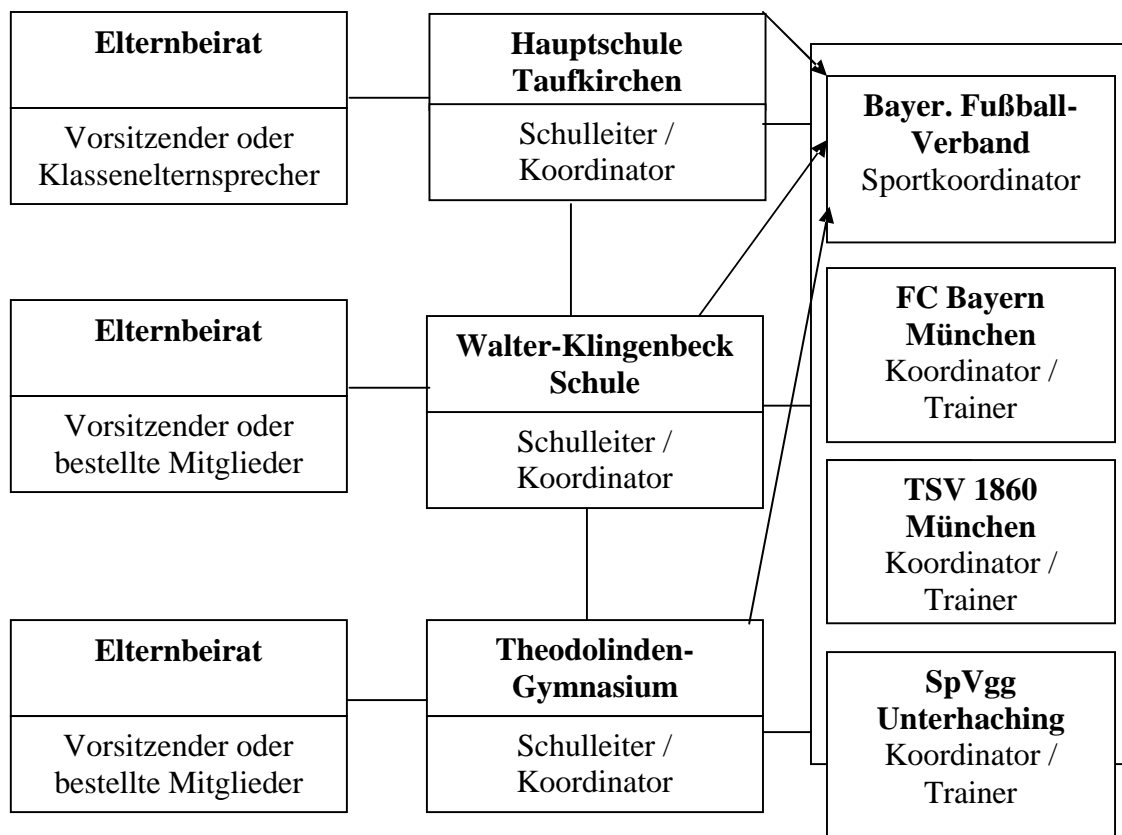 Elternbeirat
Vorsitzender oder
Klassenelternsprecher
Hauptschule
Taufkirchen
Schulleiter /
Koordinator
Bayer. Fußball-
Verband
Sportkoordinator
Elternbeirat
Vorsitzender oder
bestellte Mitglieder
Walter-Klingenbeck
Schule
Schulleiter /
Koordinator
FC Bayern
München
Koordinator /
Trainer
TSV 1860
München
Koordinator /
Trainer
Elternbeirat
Vorsitzender oder
bestellte Mitglieder
Theodolinden-
Gymnasium
Schulleiter /
Koordinator
SpVgg
Unterhaching
Koordinator /
Trainer